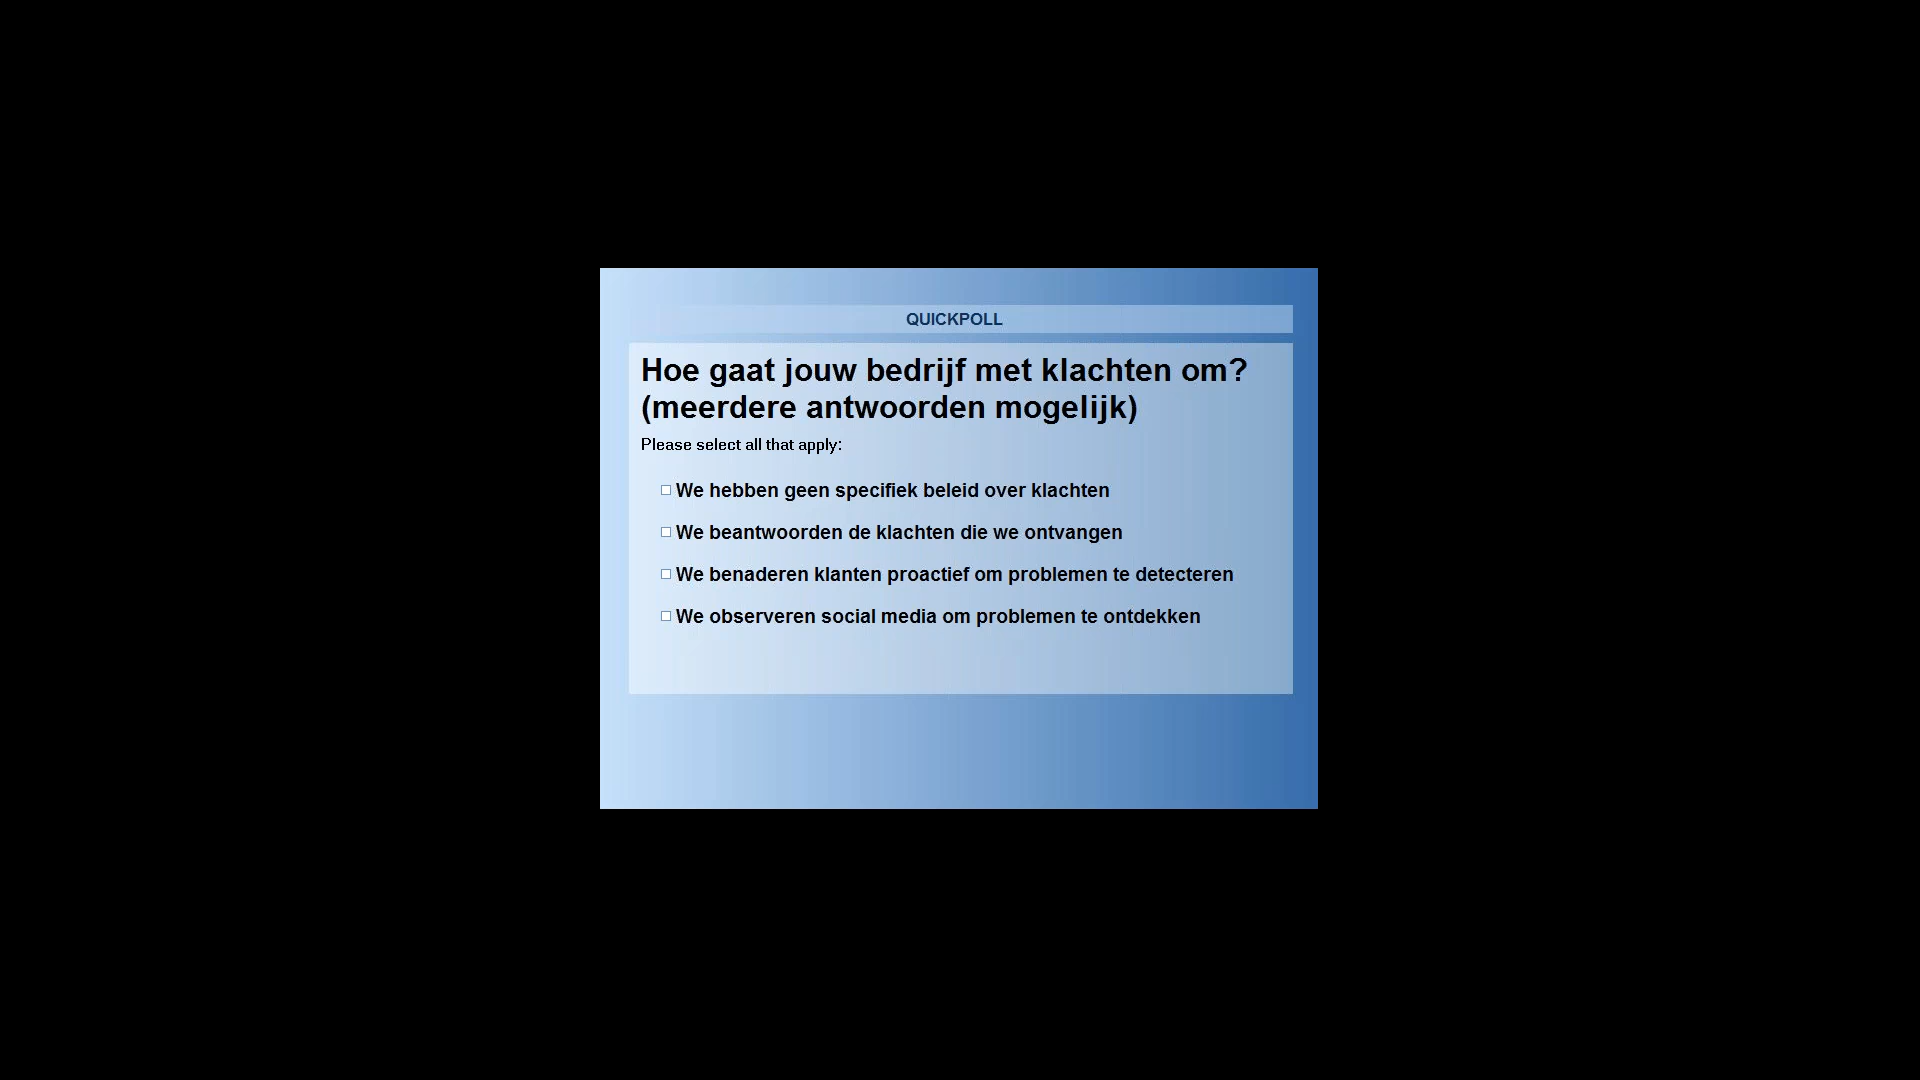 QUICKPOLL
Hoe gaat jouw bedrijf met klachten om?
(meerdere antwoorden mogelijk)
Please select all that apply:
We hebben geen specifiek beleid over klachten
We beantwoorden de klachten die we ontvangen
We benaderen klanten proactief om problemen te detecteren
We observeren social media om problemen te ontdekken